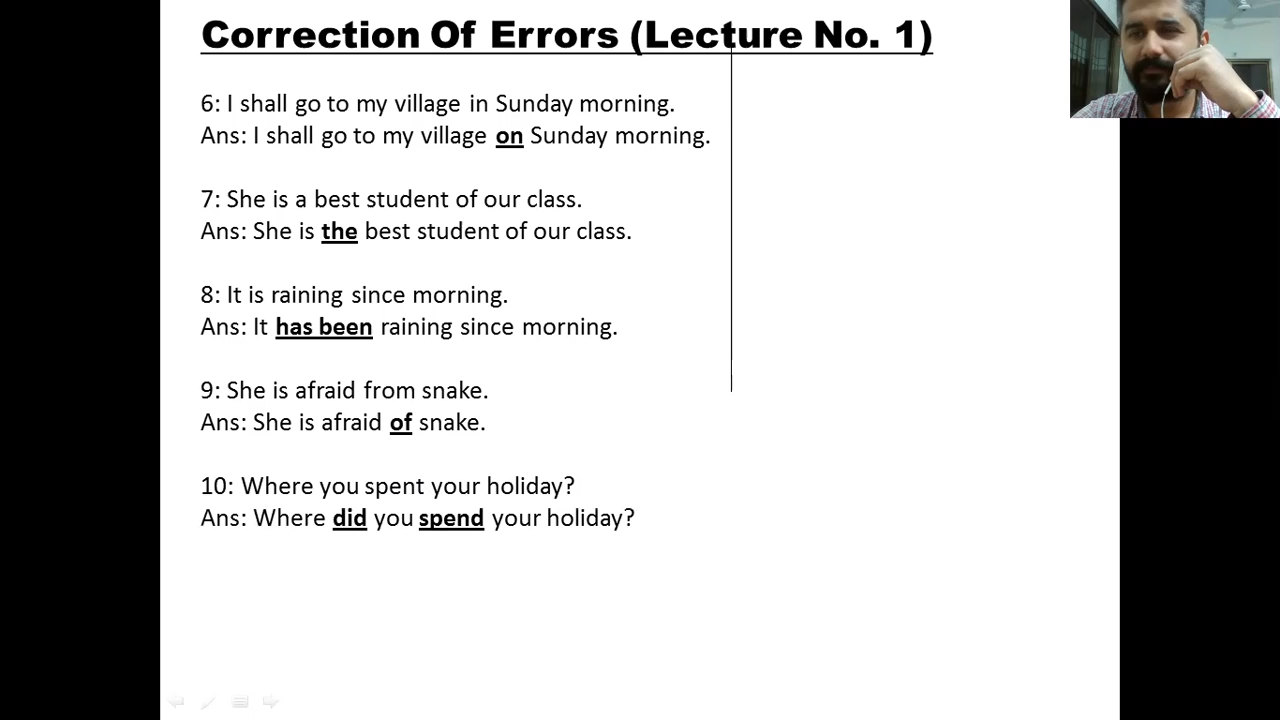 Correction Of Errors (Lecture No. 1)
6: I shall go to my village in Sunday morning.
Ans: I shall go to my village on Sunday morning.
7: She is a best student of our class.
Ans: She is the best student of our class.
8: It is raining since morning.
Ans: It has been raining since morning.
9: She is afraid from snake.
Ans: She is afraid of snake.
10: Where you spent your holiday?
Ans: Where did you spend your holiday?